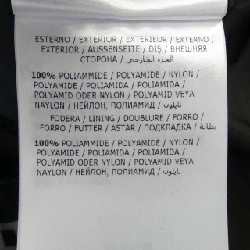 ESTERNO / EXTERIOR / EXTERIEUR / EXTERNO /
EXTERIOR / AUSSENSEITE / DIŞ / ВНЕШНЯЯ
СТОРОНА / الجزء الخارجي
100% POLIAMMIDE / POLYAMIDE / NYLON /
POLYAMIDE / POLIAMIDA / POLIAMIDA /
POLYAMID ODER NYLON / POLYAMID VEYA
NAYLON / НЕЙЛОН, ПОЛИАМИД / نايلون
FODERA / LINING / DOUBLURE / FORRO /
FORRO / FUTTER / ASTAR / ПОДКЛАДКА / بطانة
100% POLIAMMIDE / POLYAMIDE / NYLON /
POLYAMIDE / POLIAMIDA / POLIAMIDA /
POLYAMID ODER NYLON / POLYAMID VEYA
NAYLON / НЕЙЛОН, ПОЛИАМИД / نايلون